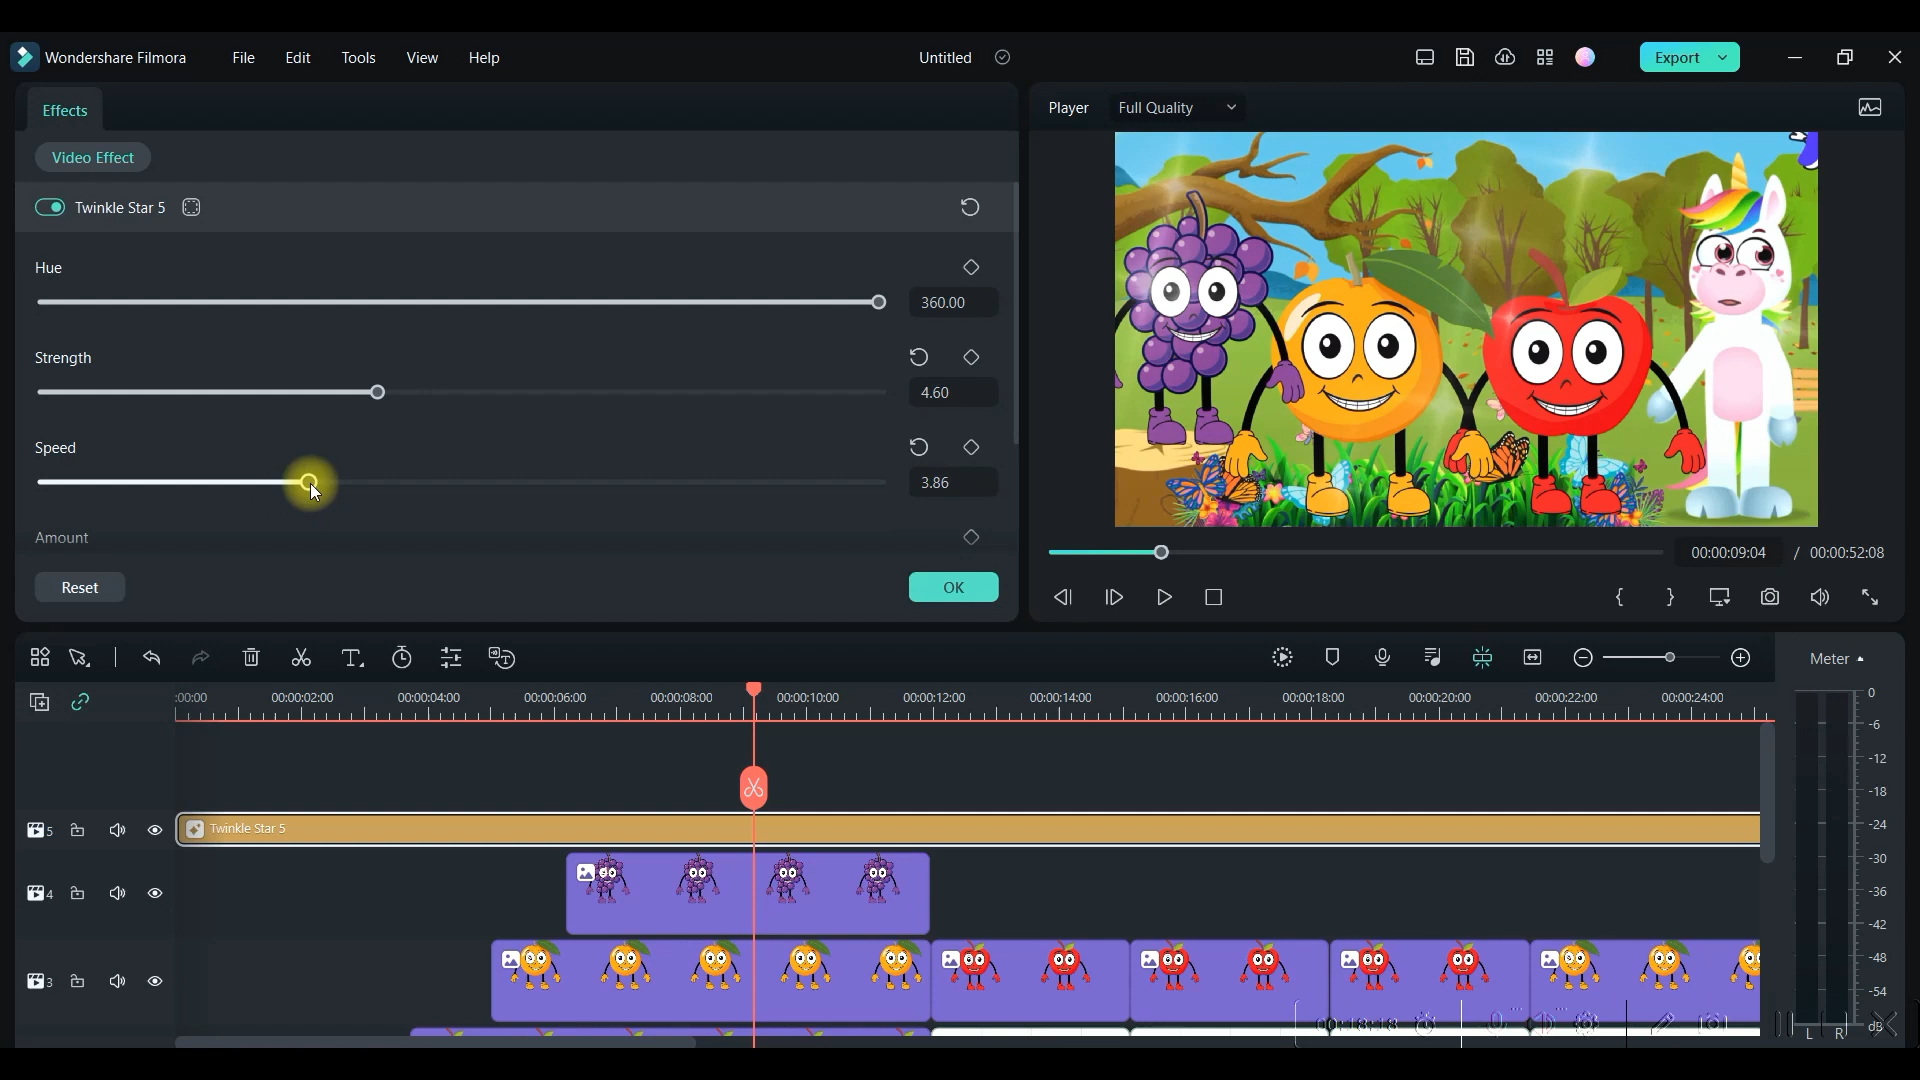 Wondershare Filmora File Edit Tools View Help Untitled Export
Effects
Player Full Quality
Video Effect
Twinkle Star 5
Hue
360.00
Strength
4.60
Speed
3.86
Amount
00:00:09:04 / 00:00:52:08
Reset OK
Meter
:00:00 00:00:02:00 00:00:04:00 00:00:06:00 00:00:08:00 00:00:10:00 00:00:12:00 00:00:14:00 00:00:16:00 00:00:18:00 00:00:20:00 00:00:22:00 00:00:24:00
0
-6
-12
-18
-24
-30
-36
-42
-48
-54
dB
L R
5 Twinkle Star 5
4
3
00:18:18